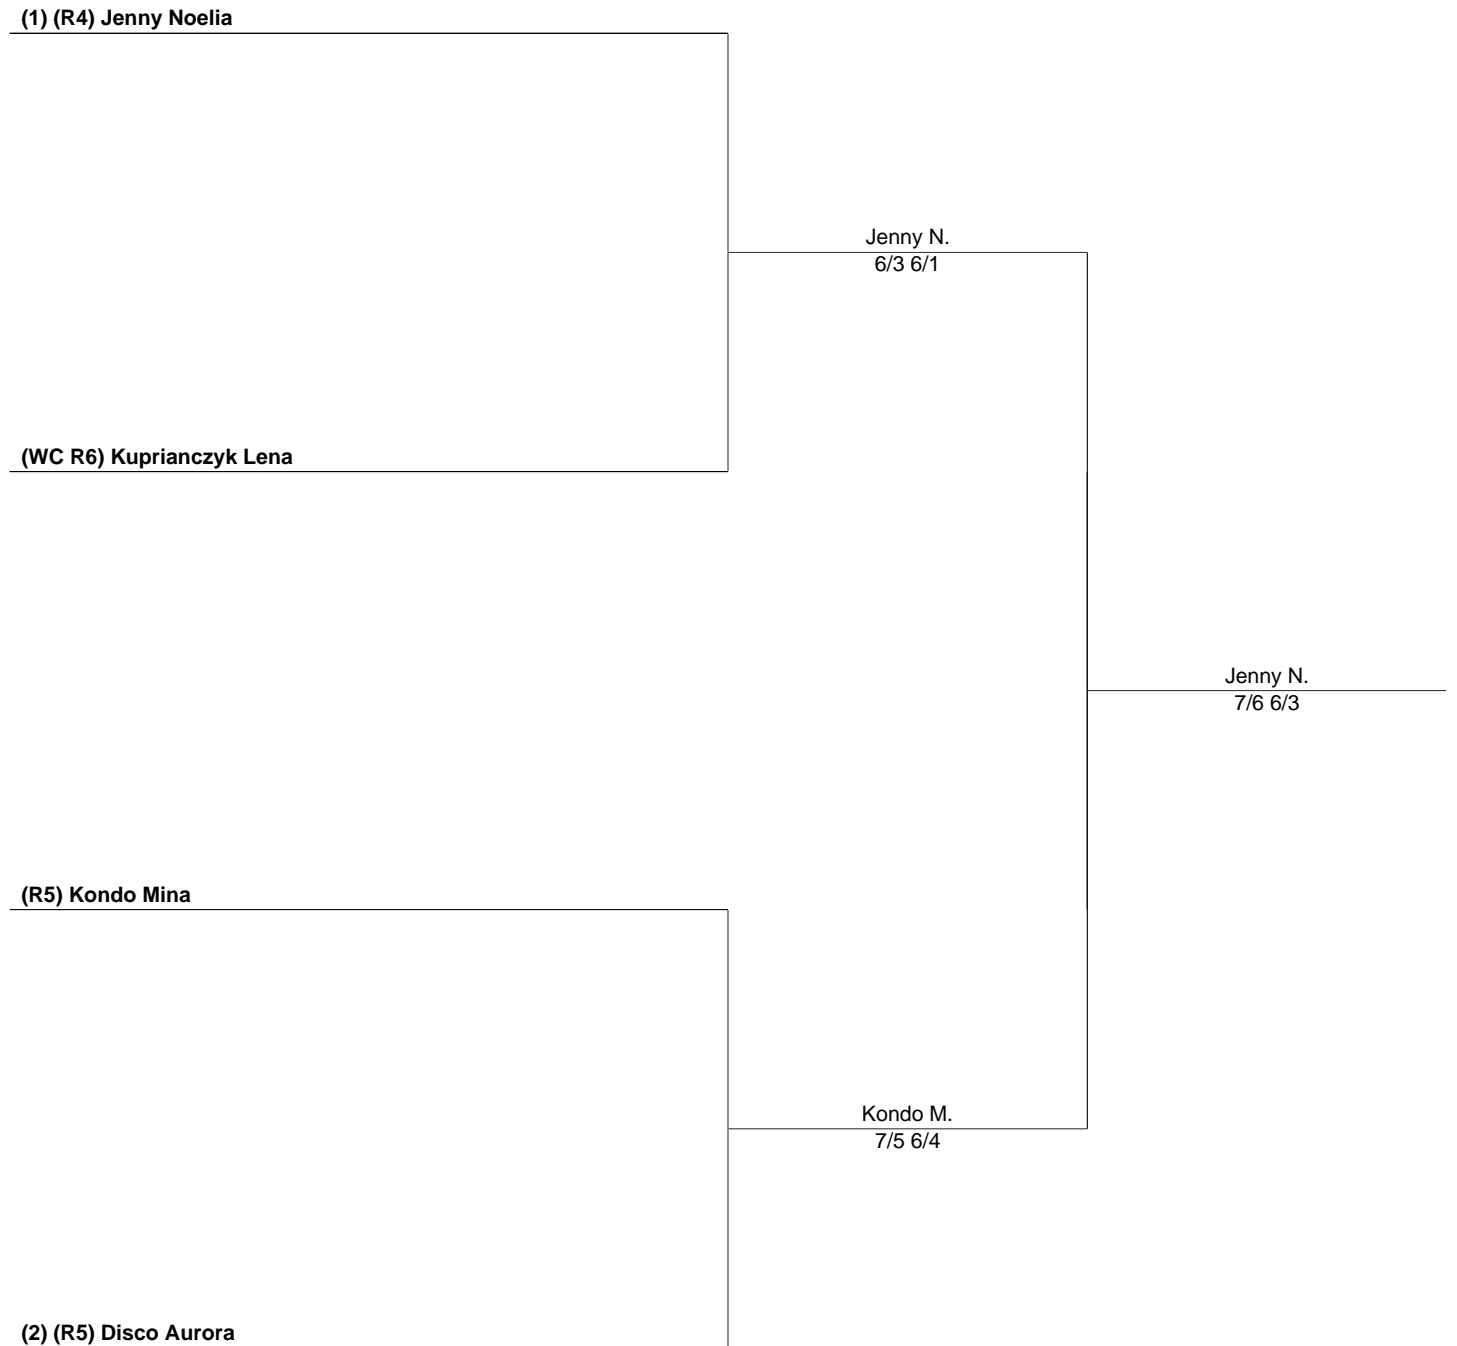 (1) (R4) Jenny Noelia
Jenny N.
6/3 6/1
(WC R6) Kuprianczyk Lena
Jenny N.
7/6 6/3
(R5) Kondo Mina
Kondo M.
7/5 6/4
(2) (R5) Disco Aurora